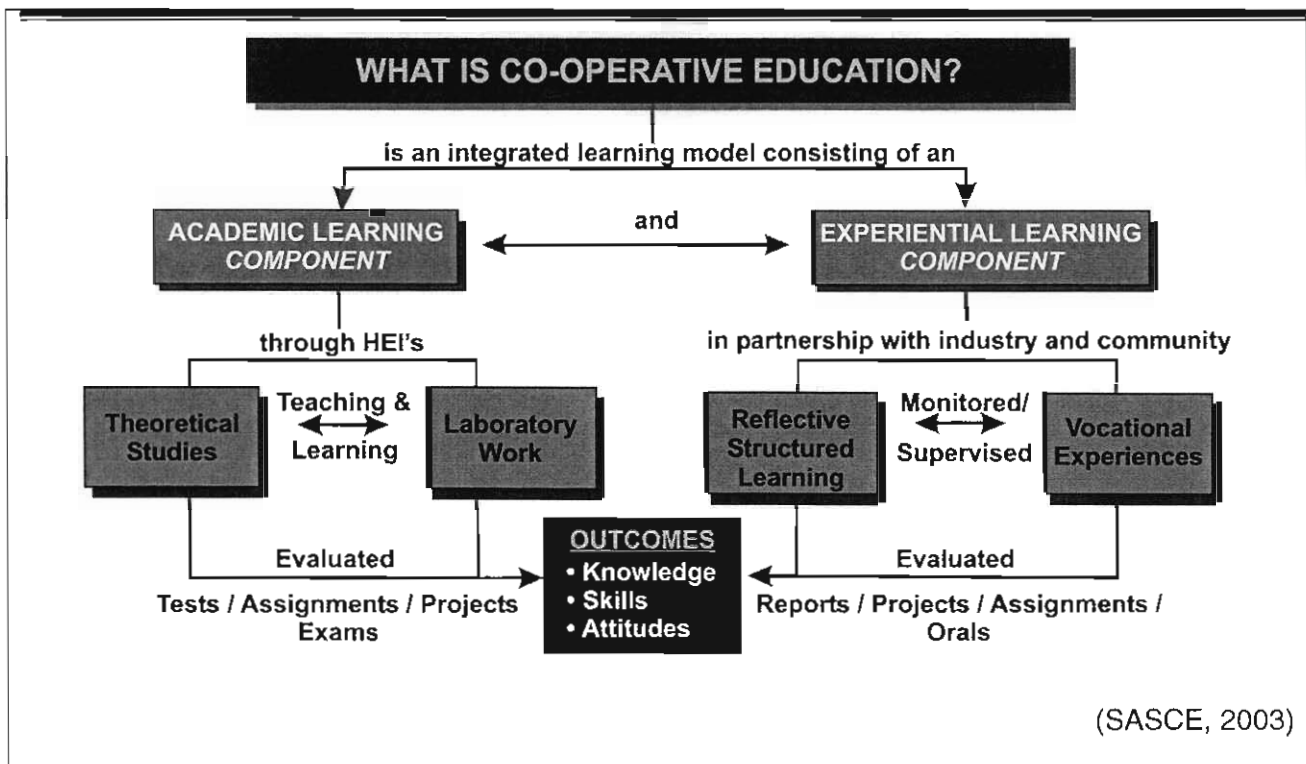 WHAT IS CO-OPERATIVE EDUCATION?
is an integrated learning model consisting of an
ACADEMIC LEARNING
COMPONENT
and
EXPERIENTIAL LEARNING
COMPONENT
through HEI's
in partnership with industry and community
Theoretical
Studies
Teaching &
Learning
Laboratory
Work
Reflective
Structured
Learning
Monitored/
Supervised
Vocational
Experiences
Evaluated
Tests / Assignments / Projects
Exams
OUTCOMES
• Knowledge
• Skills
• Attitudes
Evaluated
Reports / Projects / Assignments /
Orals
(SASCE, 2003)